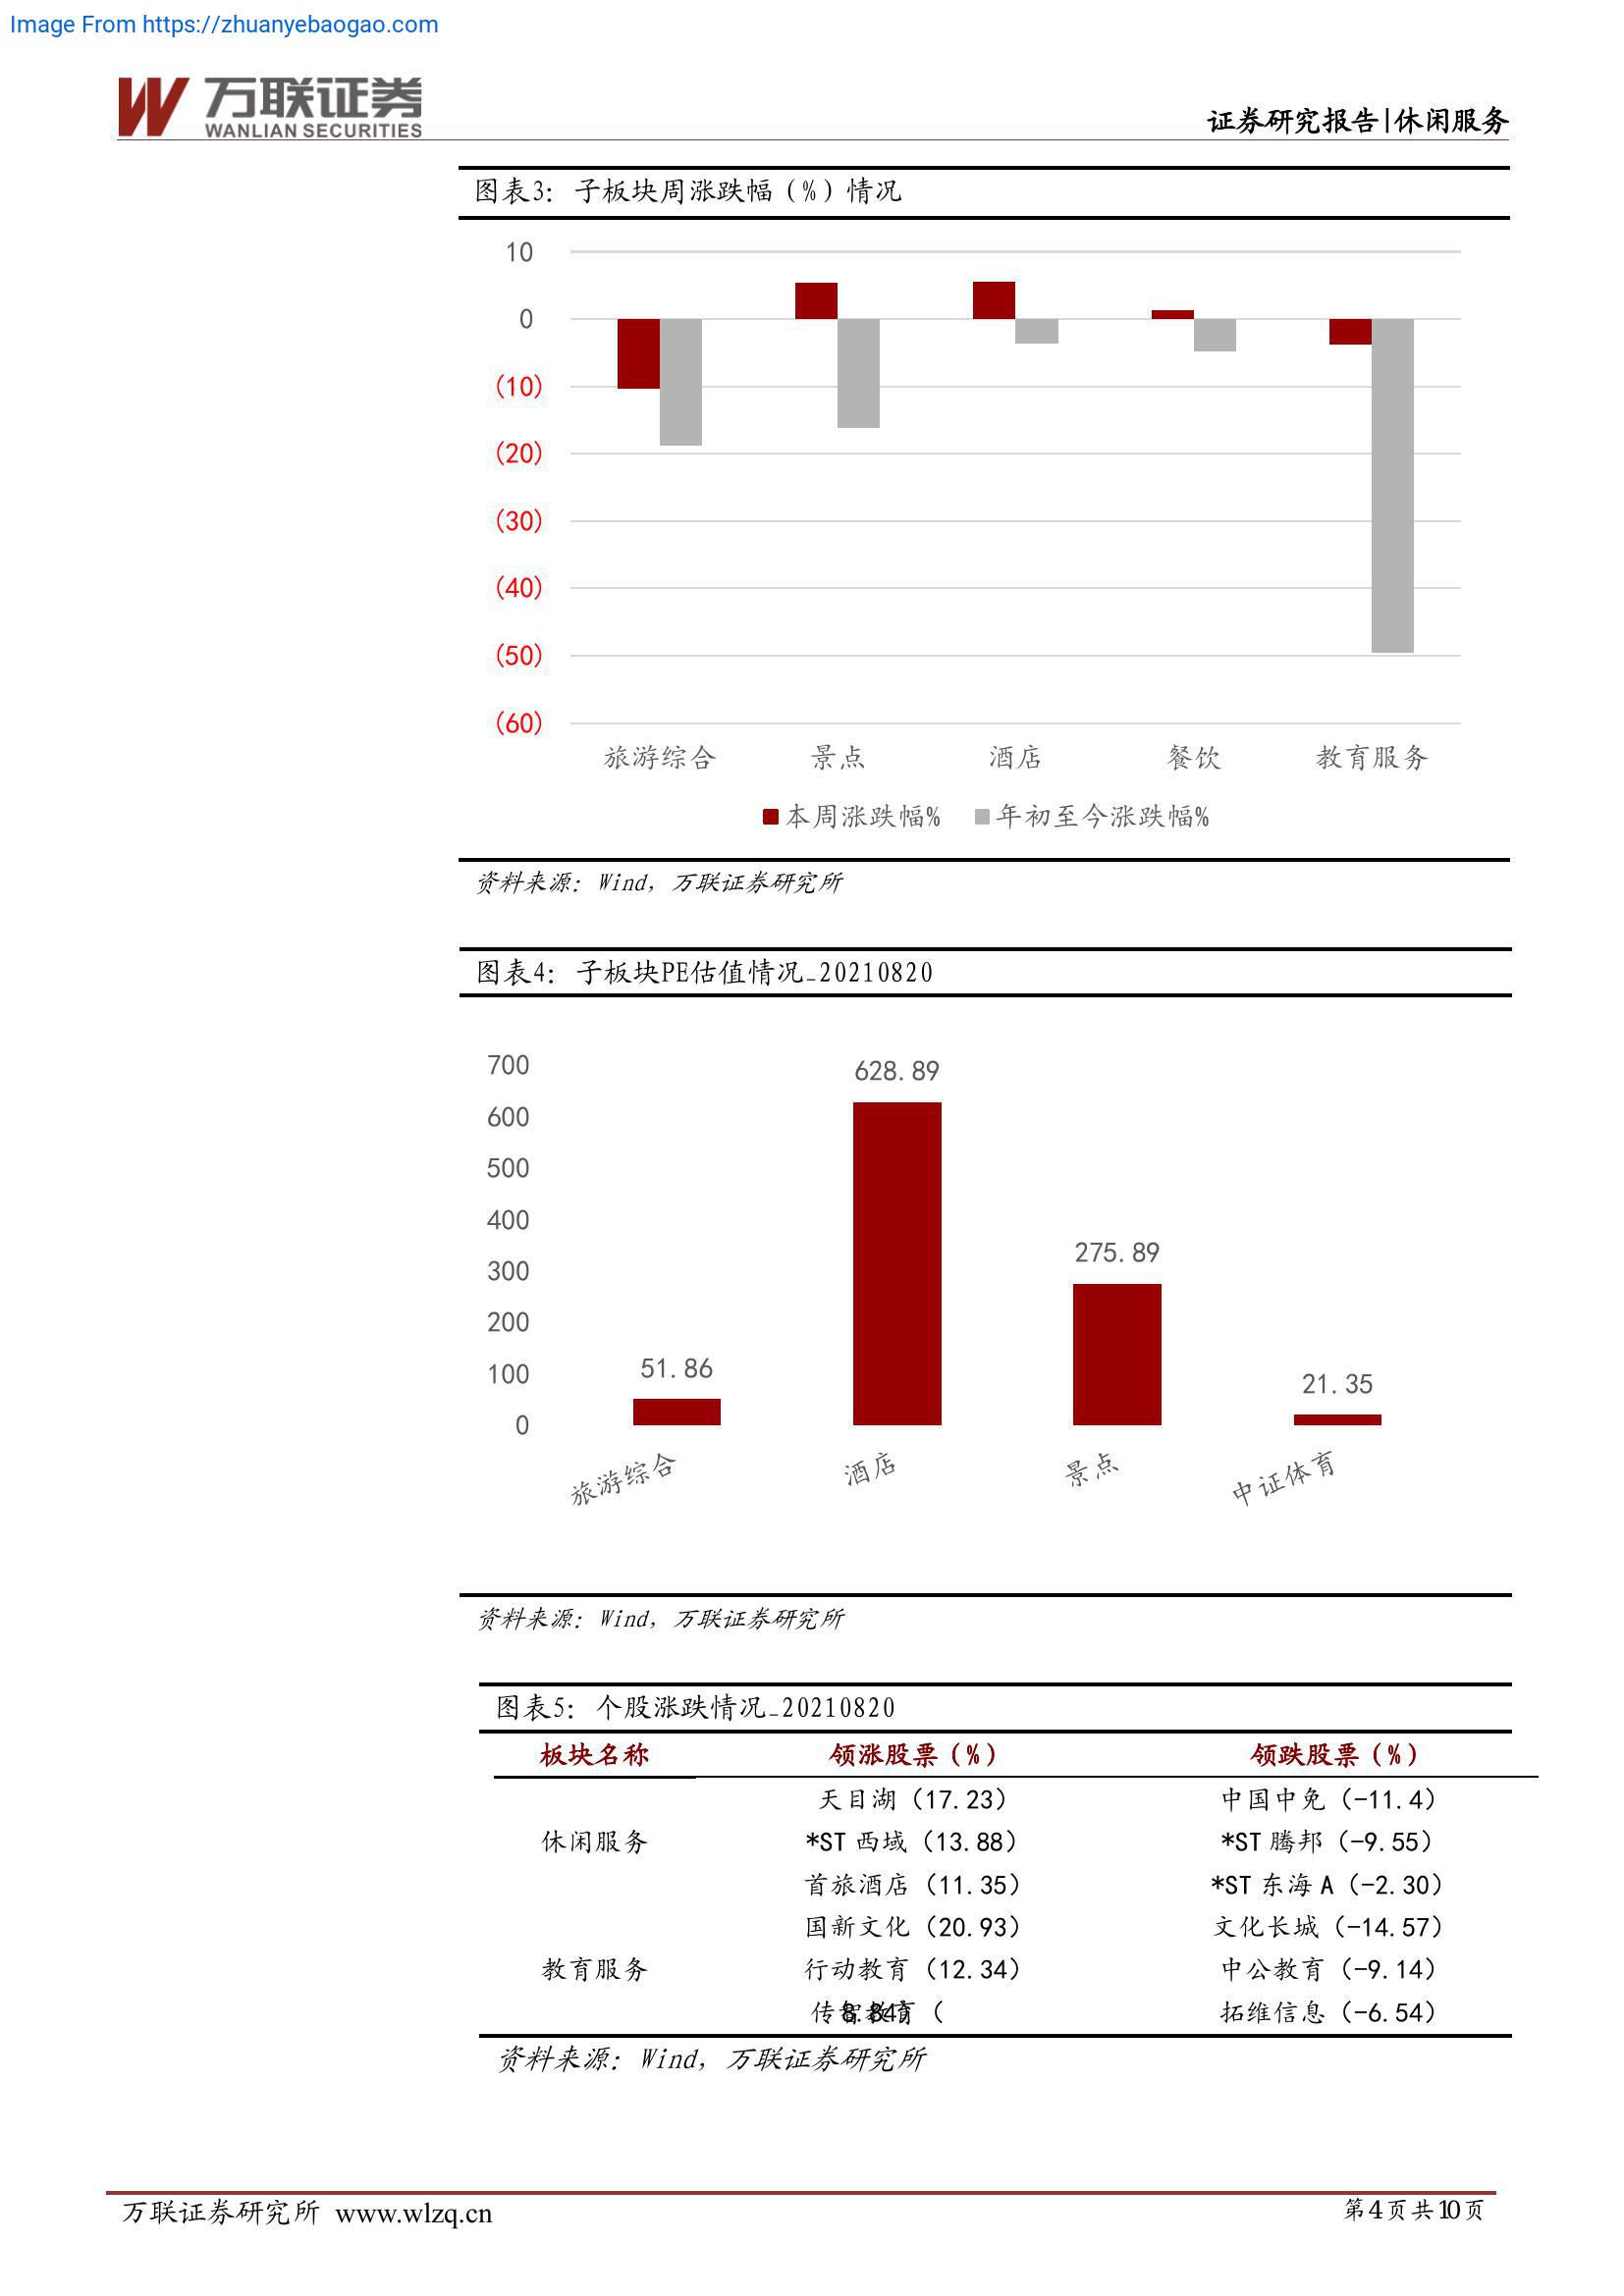 Image From https://zhuanyebaogao.com
万联证券
WANLIAN SECURITIES
证券研究报告|休闲服务
图表3：子板块周涨跌幅（%）情况
10
0
(10)
(20)
(30)
(40)
(50)
(60)
旅游综合 景点 酒店 餐饮 教育服务
本周涨跌幅% 年初至今涨跌幅%
资料来源：Wind，万联证券研究所
图表4：子板块PE估值情况_20210820
700
600
500
400
300
200
100
0
51.86 628.89 275.89 21.35
旅游综合 酒店 景点 中证体育
资料来源：Wind，万联证券研究所
图表5：个股涨跌情况_20210820
板块名称 领涨股票（%） 领跌股票（%）
天目湖（17.23） 中国中免（-11.4）
休闲服务 *ST 西域（13.88） *ST 腾邦（-9.55）
首旅酒店（11.35） *ST 东海 A（-2.30）
国新文化（20.93） 文化长城（-14.57）
教育服务 行动教育（12.34） 中公教育（-9.14）
传智教育（8.84） 拓维信息（-6.54）
资料来源：Wind，万联证券研究所
万联证券研究所 www.wlzq.cn 第4页共10页